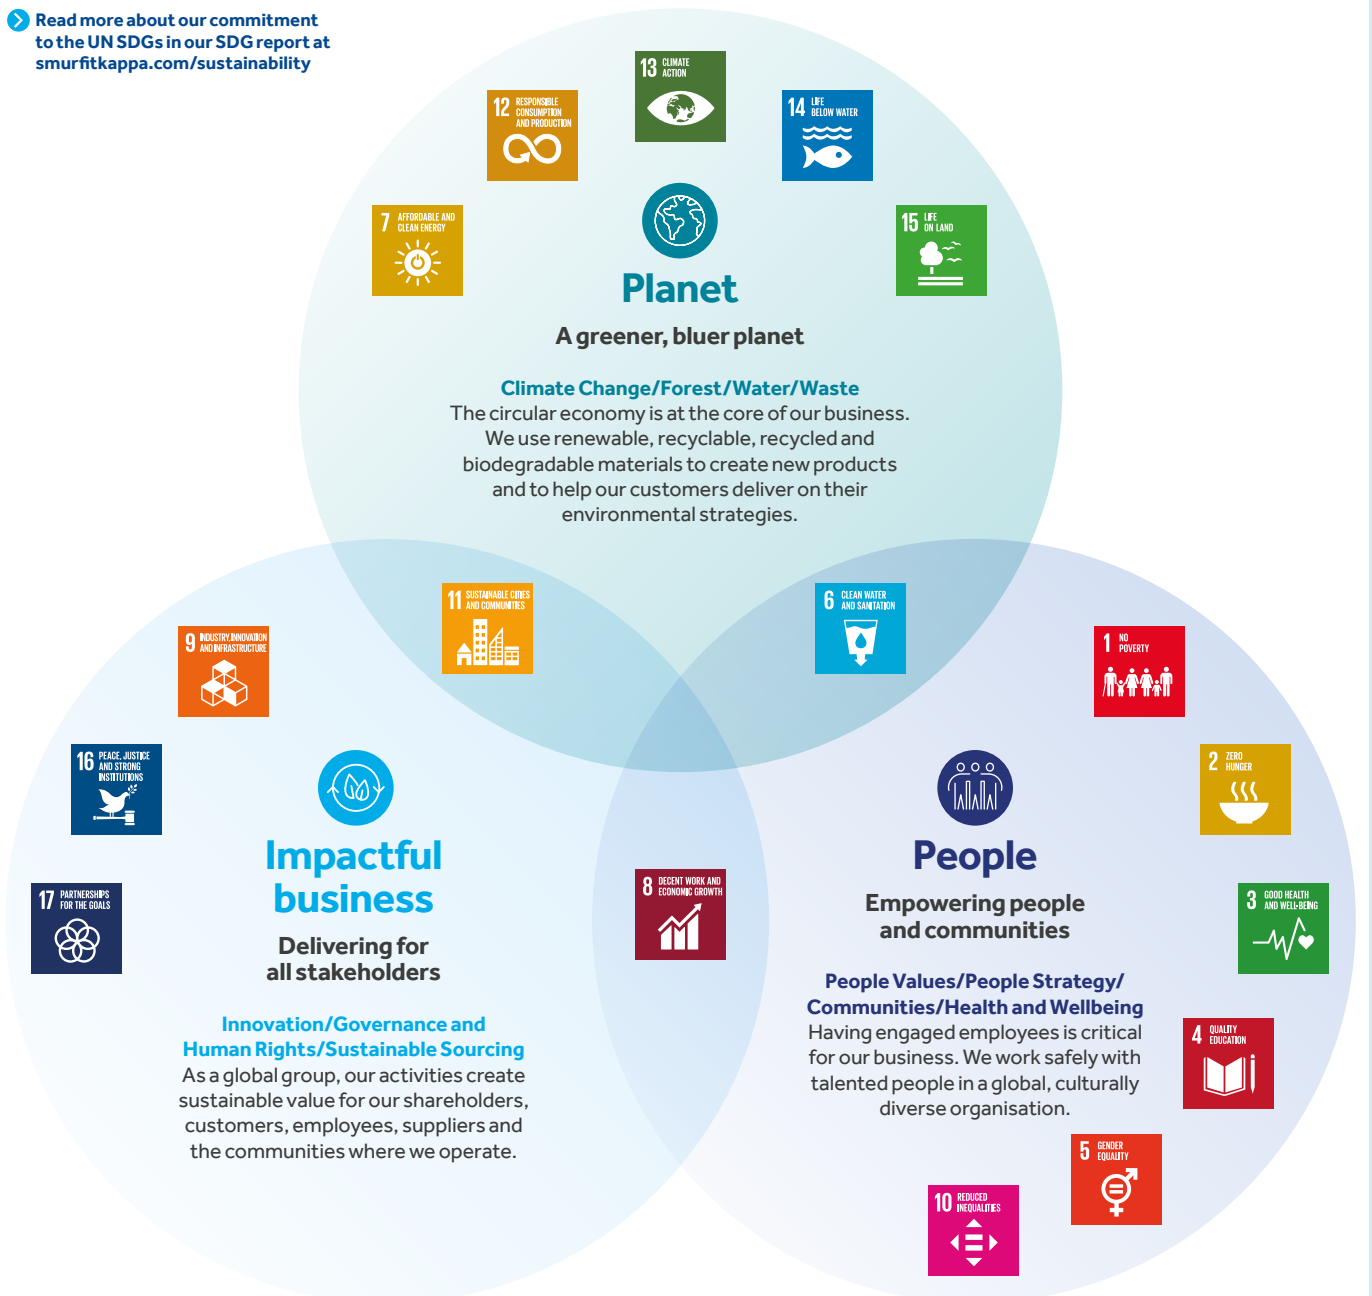 Read more about our commitment
to the UN SDGs in our SDG report at
smurfitkappa.com/sustainability
13 CLIMATE
ACTION
12 RESPONSIBLE
CONSUMPTION
AND PRODUCTION
14 LIFE
BELOW WATER
7 AFFORDABLE AND
CLEAN ENERGY
15 LIFE
ON LAND
Planet
A greener, bluer planet
Climate Change/Forest/Water/Waste
The circular economy is at the core of our business.
We use renewable, recyclable, recycled and
biodegradable materials to create new products
and to help our customers deliver on their
environmental strategies.
11 SUSTAINABLE CITIES
AND COMMUNITIES
6 CLEAN WATER
AND SANITATION
9 INDUSTRY, INNOVATION
AND INFRASTRUCTURE
16 PEACE, JUSTICE
AND STRONG
INSTITUTIONS
17 PARTNERSHIPS
FOR THE GOALS
Impactful
business
Delivering for
all stakeholders
Innovation/Governance and
Human Rights/Sustainable Sourcing
As a global group, our activities create
sustainable value for our shareholders,
customers, employees, suppliers and
the communities where we operate.
8 DECENT WORK AND
ECONOMIC GROWTH
1 NO
POVERTY
2 ZERO
HUNGER
3 GOOD HEALTH
AND WELL-BEING
People
Empowering people
and communities
People Values/People Strategy/
Communities/Health and Wellbeing
Having engaged employees is critical
for our business. We work safely with
talented people in a global, culturally
diverse organisation.
4 QUALITY
EDUCATION
5 GENDER
EQUALITY
10 REDUCED
INEQUALITIES